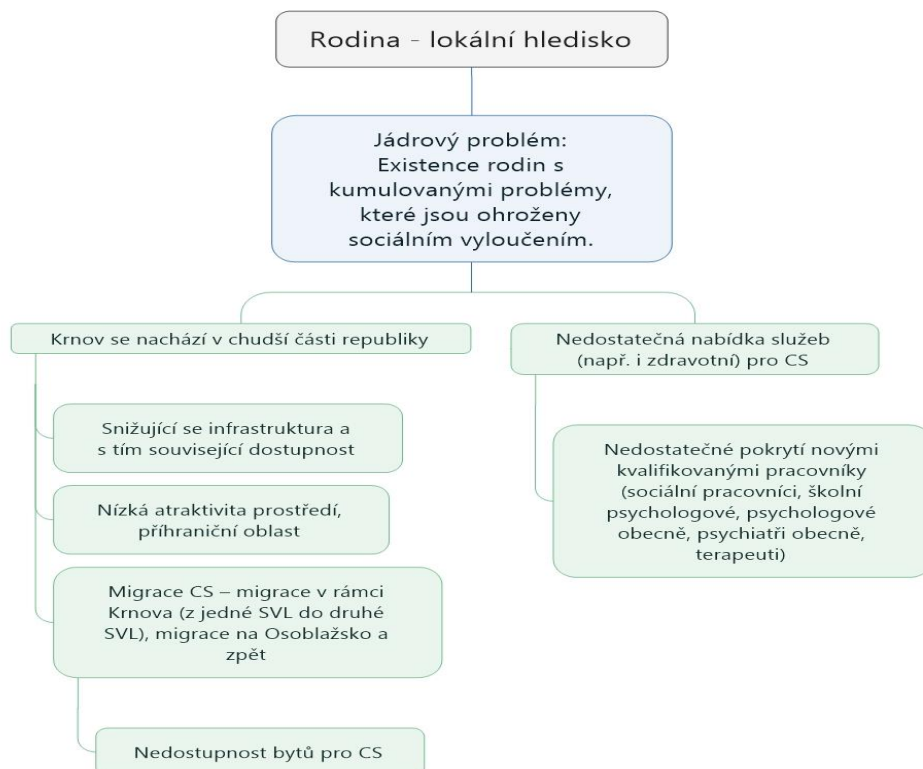 Rodina - lokální hledisko
Jádrový problém:
Existence rodin s
kumulovanými problémy,
které jsou ohroženy
sociálním vyloučením.
Krnov se nachází v chudší části republiky
Snižující se infrastruktura a
s tím související dostupnost
Nízká atraktivita prostředí,
příhraniční oblast
Migrace CS – migrace v rámci
Krnova (z jedné SVL do druhé
SVL), migrace na Osoblažsko a
zpět
Nedostupnost bytů pro CS
Nedostatečná nabídka služeb
(např. i zdravotní) pro CS
Nedostatečné pokrytí novými
kvalifikovanými pracovníky
(sociální pracovníci, školní
psychologové, psychologové
obecně, psychiatři obecně,
terapeuti)